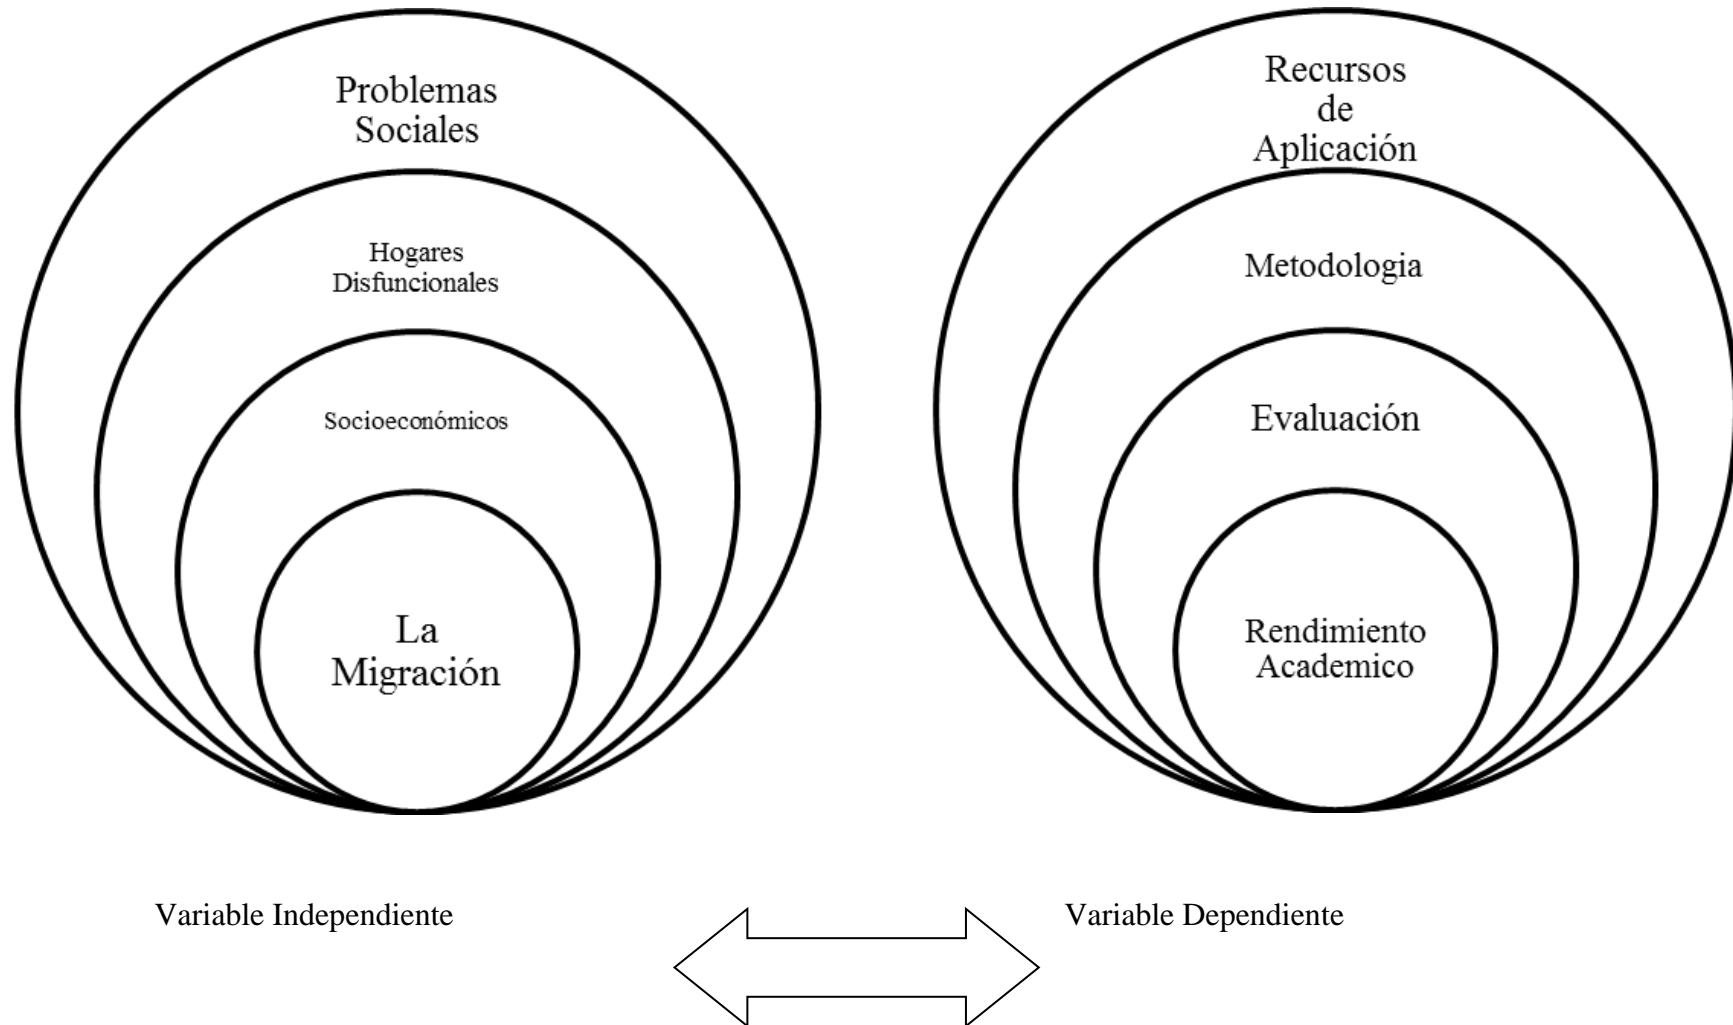 Problemas
Sociales
Hogares
Disfuncionales
Socioeconómicos
La
Migración
Recursos
de
Aplicación
Metodologia
Evaluación
Rendimiento
Academico
Variable Independiente
Variable Dependiente